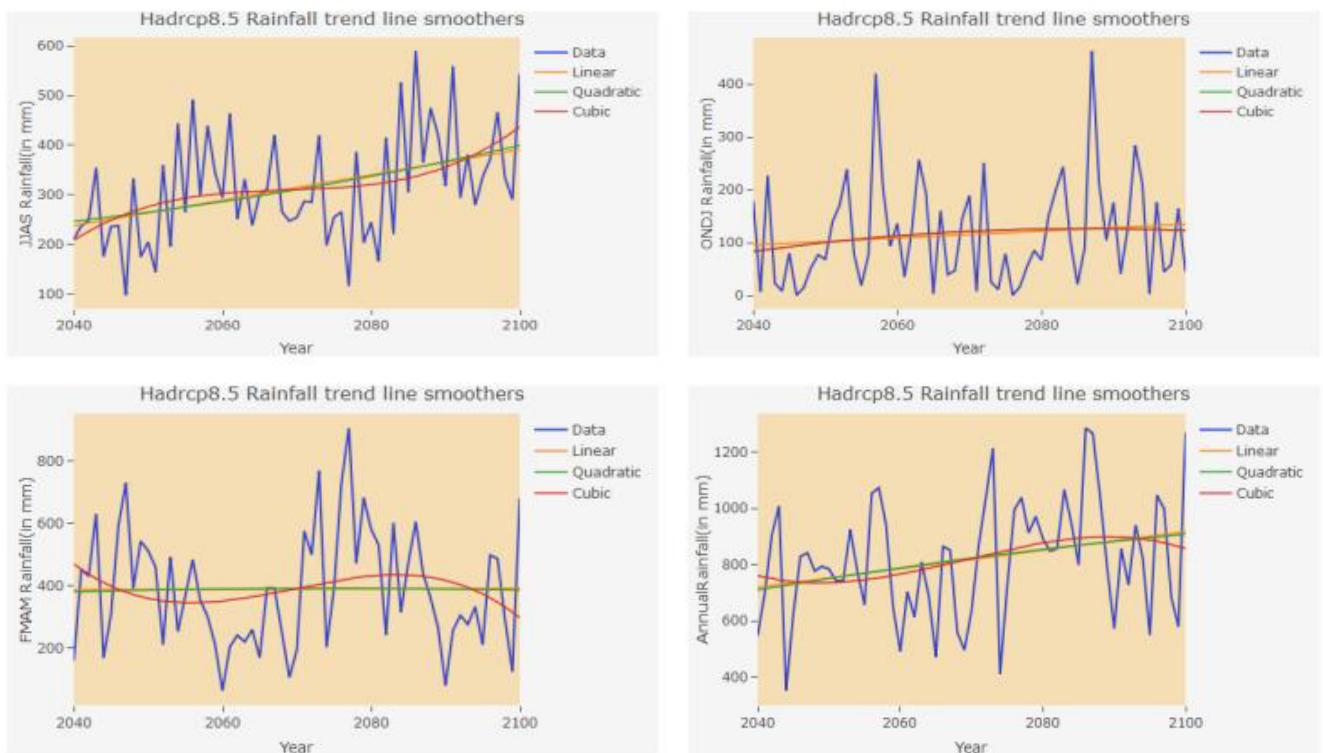 Hadrcp8.5 Rainfall trend line smoothers
600
500
400
300
200
100
JJAS Rainfall(in mm)
2040
2060
2080
2100
Year
Data
Linear
Quadratic
Cubic
Hadrcp8.5 Rainfall trend line smoothers
400
300
200
100
0
ONDJ Rainfall(in mm)
2040
2060
2080
2100
Year
Data
Linear
Quadratic
Cubic
Hadrcp8.5 Rainfall trend line smoothers
800
600
400
200
FMAM Rainfall(in mm)
2040
2060
2080
2100
Year
Data
Linear
Quadratic
Cubic
Hadrcp8.5 Rainfall trend line smoothers
1200
1000
800
600
400
AnnualRainfall(in mm)
2040
2060
2080
2100
Year
Data
Linear
Quadratic
Cubic